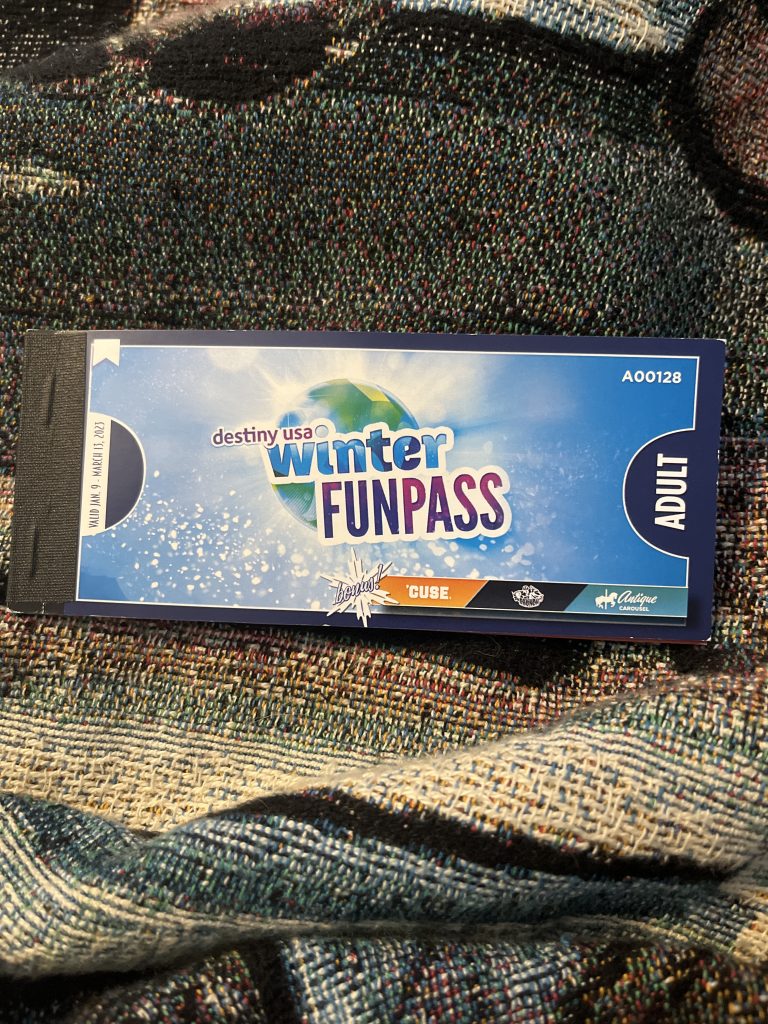 A00128
VALID JAN. 9 - MARCH 13, 2023
destiny usa
winter
FUNPASS
ADULT
bonus!
'CUSE.
Antique
CAROUSEL